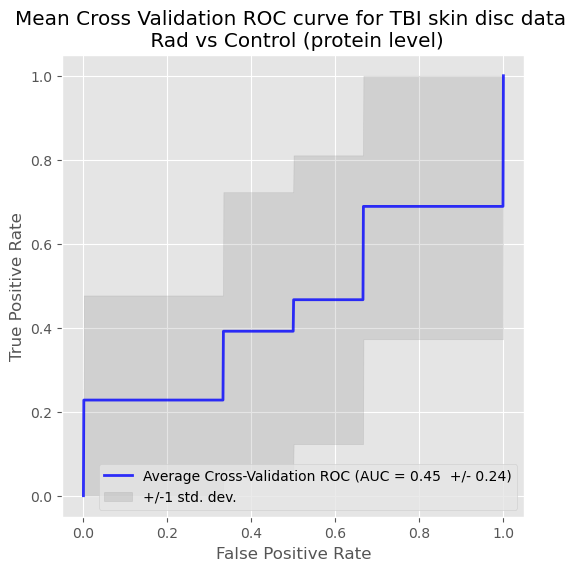 Mean Cross Validation ROC curve for TBI skin disc data
Rad vs Control (protein level)
True Positive Rate
1.0
0.8
0.6
0.4
0.2
0.0
Average Cross-Validation ROC (AUC = 0.45 +/- 0.24)
+/-1 std. dev.
0.0 0.2 0.4 0.6 0.8 1.0
False Positive Rate